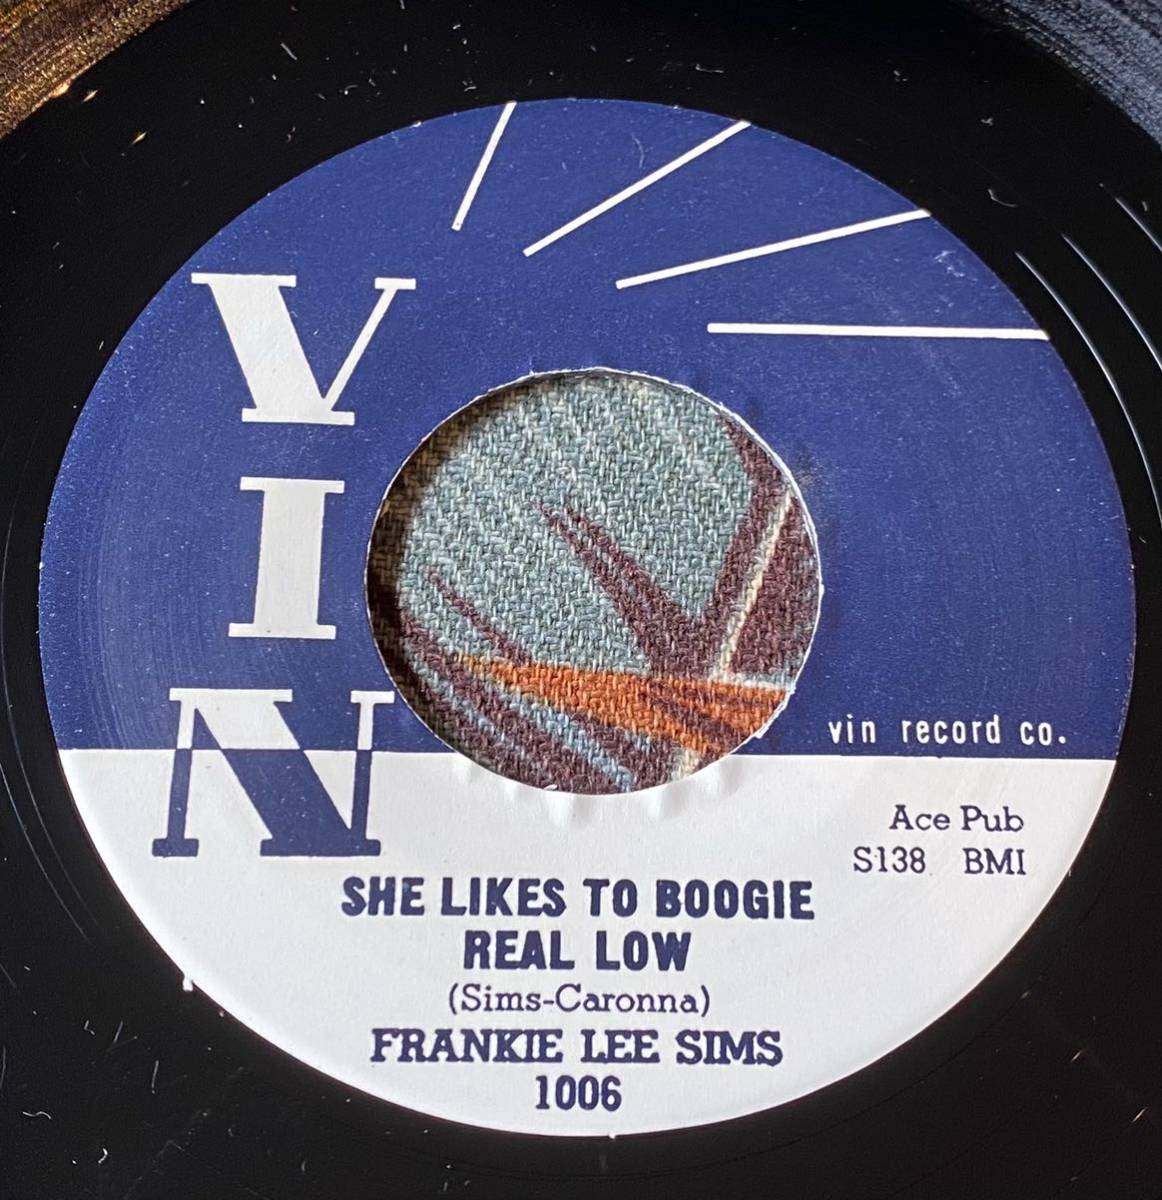 VIN
vin record co.
Ace Pub
S-138 BMI
SHE LIKES TO BOOGIE
REAL LOW
(Sims-Caronna)
FRANKIE LEE SIMS
1006